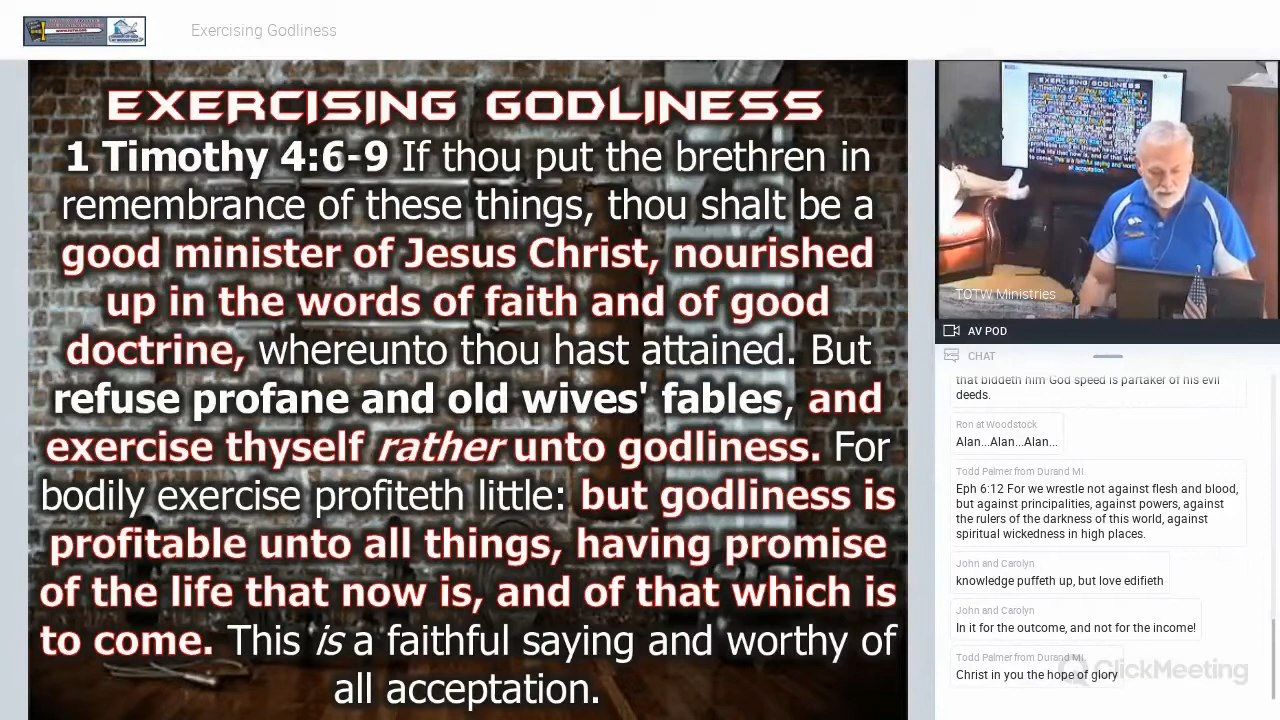 Exercising Godliness
EXERCISING GODLINESS
1 Timothy 4:6-9 If thou put the brethren in
remembrance of these things, thou shalt be a
good minister of Jesus Christ, nourished
up in the words of faith and of good
doctrine, whereunto thou hast attained. But
refuse profane and old wives' fables, and
exercise thyself rather unto godliness. For
bodily exercise profiteth little: but godliness is
profitable unto all things, having promise
of the life that now is, and of that which is
to come. This is a faithful saying and worthy of
all acceptation.
TOTW Ministries
AV POD
CHAT
that biddeth him God speed is partaker of his evil
deeds.
Ron at Woodstock
Alan...Alan...Alan...
Todd Palmer from Durand MI
Eph 6:12 For we wrestle not against flesh and blood,
but against principalities, against powers, against
the rulers of the darkness of this world, against
spiritual wickedness in high places.
John and Carolyn
knowledge puffeth up, but love edifieth
John and Carolyn
In it for the outcome, and not for the income!
Todd Palmer from Durand MI
Christ in you the hope of glory
ClickMeeting